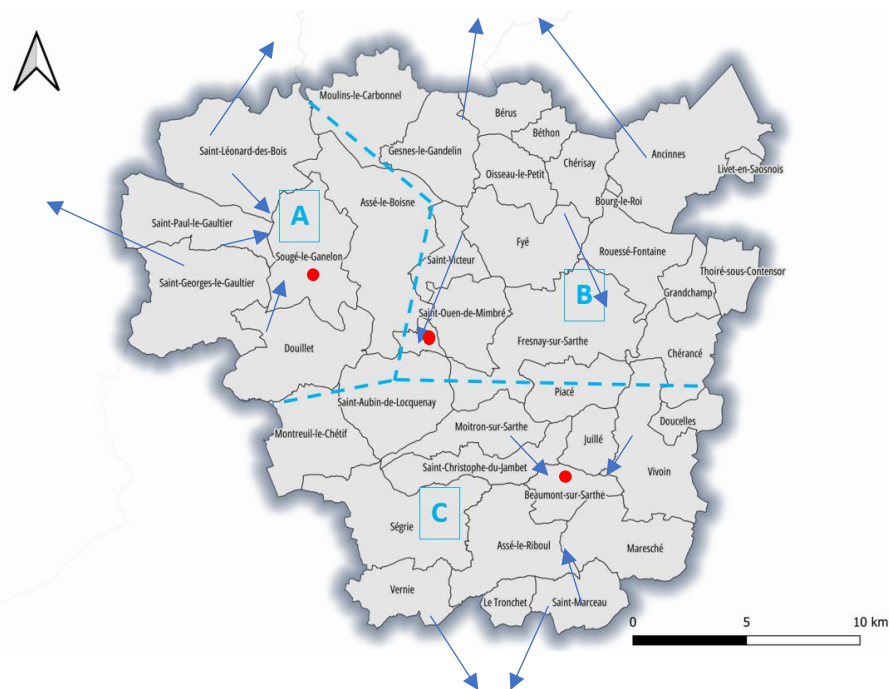 Moulins-le-Carbonnel
Bérus
Béthon
Saint-Léonard-des-Bois
Gesnes-le-Gandelin
Chérisay
Ancinnes
Oisseau-le-Petit
Livet-en-Saosnois
Assé-le-Boisne
Bourg-le-Roi
A
Saint-Paul-le-Gaultier
Fyé
Rouessé-Fontaine
Sougé-le-Ganelon
Saint-Victeur
Thoiré-sous-Contensor
Saint-Georges-le-Gaultier
Grandchamp
B
Saint-Ouen-de-Mimbré
Fresnay-sur-Sarthe
Douillet
Chérancé
Piacé
Saint-Aubin-de-Locquenay
Doucelles
Moitron-sur-Sarthe
Montreuil-le-Chétif
Juillé
Saint-Christophe-du-Jambet
Vivoin
Beaumont-sur-Sarthe
C
Ségrie
Assé-le-Riboul
Maresché
Vernie
Le Tronchet
Saint-Marceau
0 5 10 km